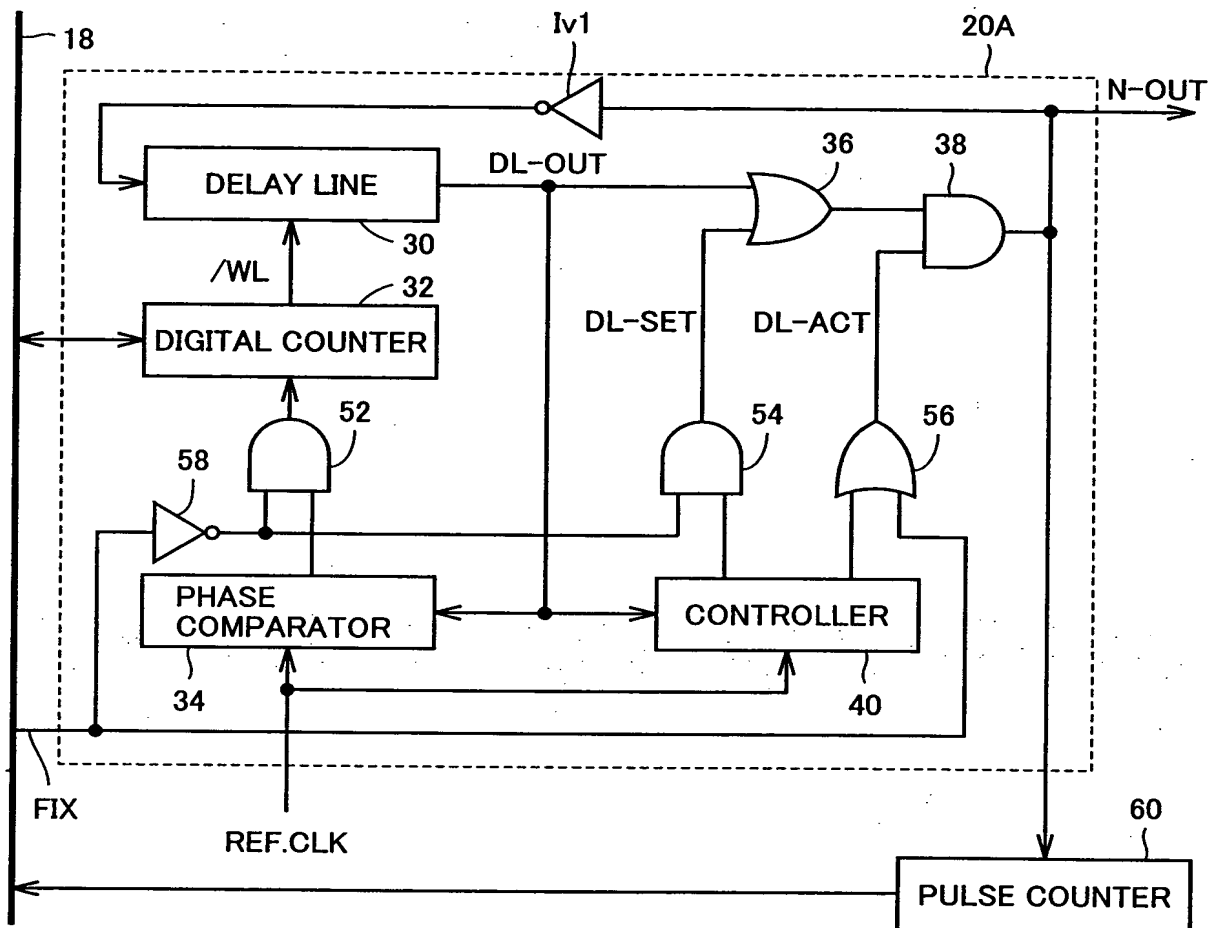 18
Iv1
20A
N-OUT
DELAY LINE
30
DL-OUT
36
38
/WL
32
DIGITAL COUNTER
DL-SET
DL-ACT
52
54
56
58
PHASE
COMPARATOR
34
CONTROLLER
40
FIX
REF.CLK
60
PULSE COUNTER